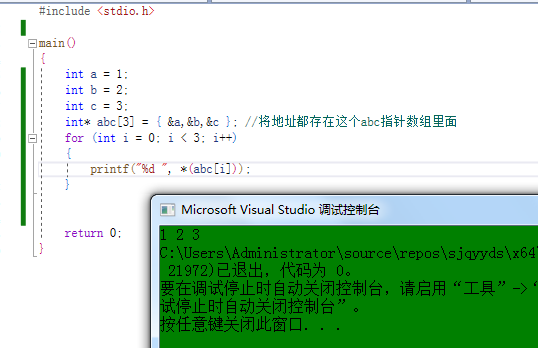 #include <stdio.h>
main()
{
int a = 1;
int b = 2;
int c = 3;
int* abc[3] = { &a,&b,&c }; //将地址都存在这个abc指针数组里面
for (int i = 0; i < 3; i++)
{
printf("%d ", *(abc[i]));
}
return 0;
}
Microsoft Visual Studio 调试控制台
1 2 3
C:\Users\Administrator\source\repos\sjqyyds\x64
21972)已退出，代码为 0。
要在调试停止时自动关闭控制台，请启用“工具”->“
试停止时自动关闭控制台”。
按任意键关闭此窗口. . .